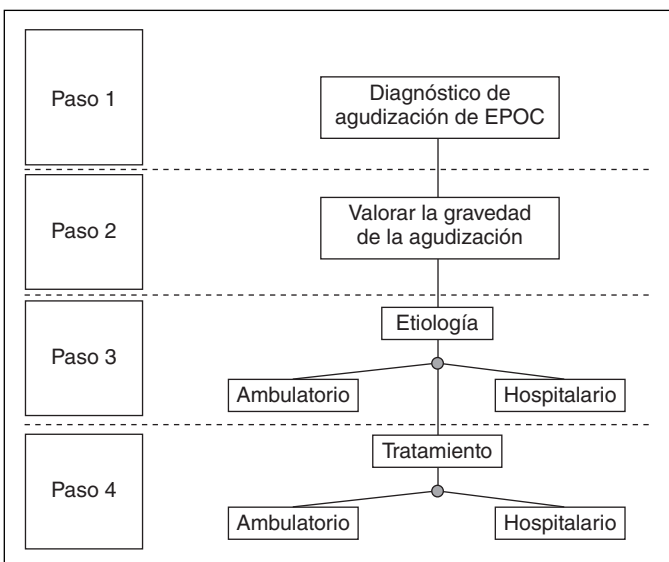 Paso 1
Diagnóstico de
agudización de EPOC
Paso 2
Valorar la gravedad
de la agudización
Paso 3
Etiología
Ambulatorio
Hospitalario
Paso 4
Tratamiento
Ambulatorio
Hospitalario